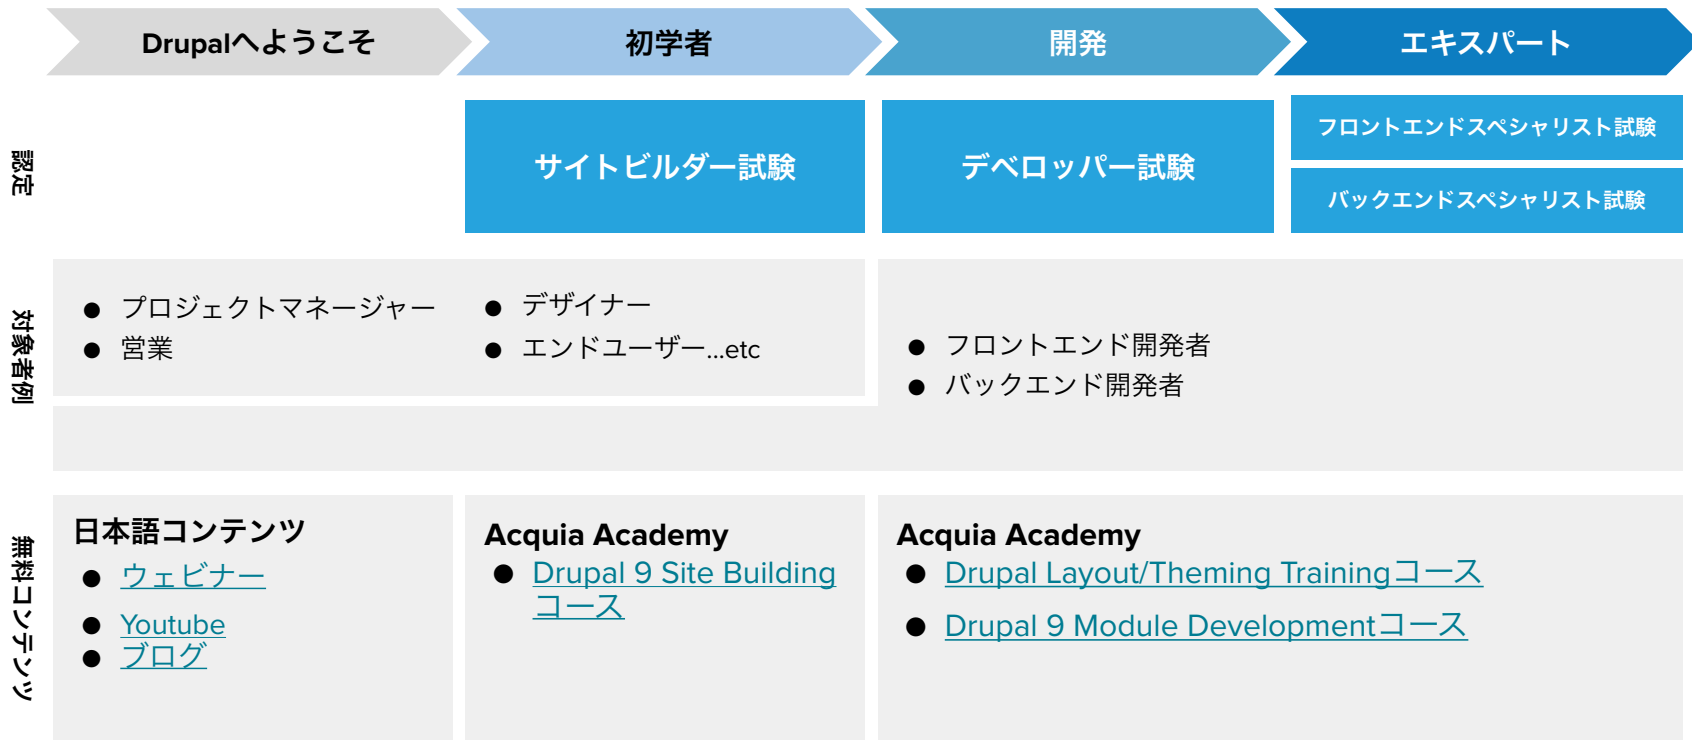 Drupalへようこそ
初学者
開発
エキスパート
認定
サイトビルダー試験
デベロッパー試験
フロントエンドスペシャリスト試験
バックエンドスペシャリスト試験
対象者例
● プロジェクトマネージャー
● 営業
● デザイナー
● エンドユーザー...etc
● フロントエンド開発者
● バックエンド開発者
無料コンテンツ
日本語コンテンツ
● ウェビナー
● Youtube
● ブログ
Acquia Academy
● Drupal 9 Site Building
コース
Acquia Academy
● Drupal Layout/Theming Trainingコース
● Drupal 9 Module Developmentコース